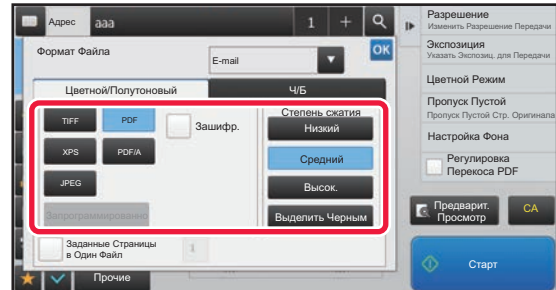 Адрес
aaa
1
Формат Файла
E-mail
OK
Цветной/Полутоновый
Ч/Б
TIFF
PDF
Зашифр.
XPS
PDF/A
JPEG
Запрограммированно
Степень сжатия
Низкий
Средний
Высок.
Выделить Черным
Заданные Страницы
в Один Файл
1
Прочие
Разрешение
Изменить Разрешение Передачи
Экспозиция
Указать Экспозиц. для Передачи
Цветной Режим
Пропуск Пустой
Пропуск Пустой Стр. Оригинала
Настройка Фона
Регулировка
Перекоса PDF
Предварит.
Просмотр
CA
Старт